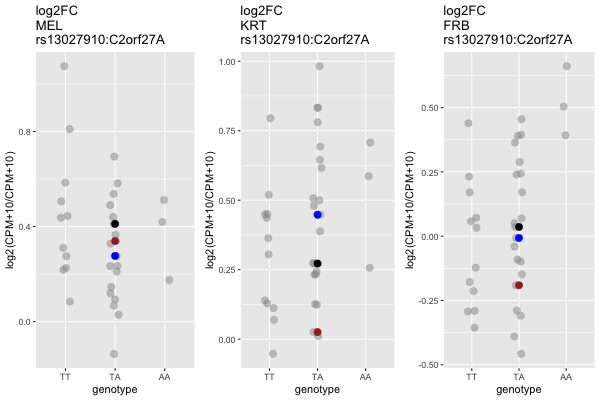 log2FC
MEL
rs13027910:C2orf27A
log2(CPM+10/CPM+10)
0.8
0.4
0.0
TT
TA
AA
genotype
log2FC
KRT
rs13027910:C2orf27A
log2(CPM+10/CPM+10)
1.00
0.75
0.50
0.25
0.00
TT
TA
AA
genotype
log2FC
FRB
rs13027910:C2orf27A
log2(CPM+10/CPM+10)
0.50
0.25
0.00
-0.25
-0.50
TT
TA
AA
genotype